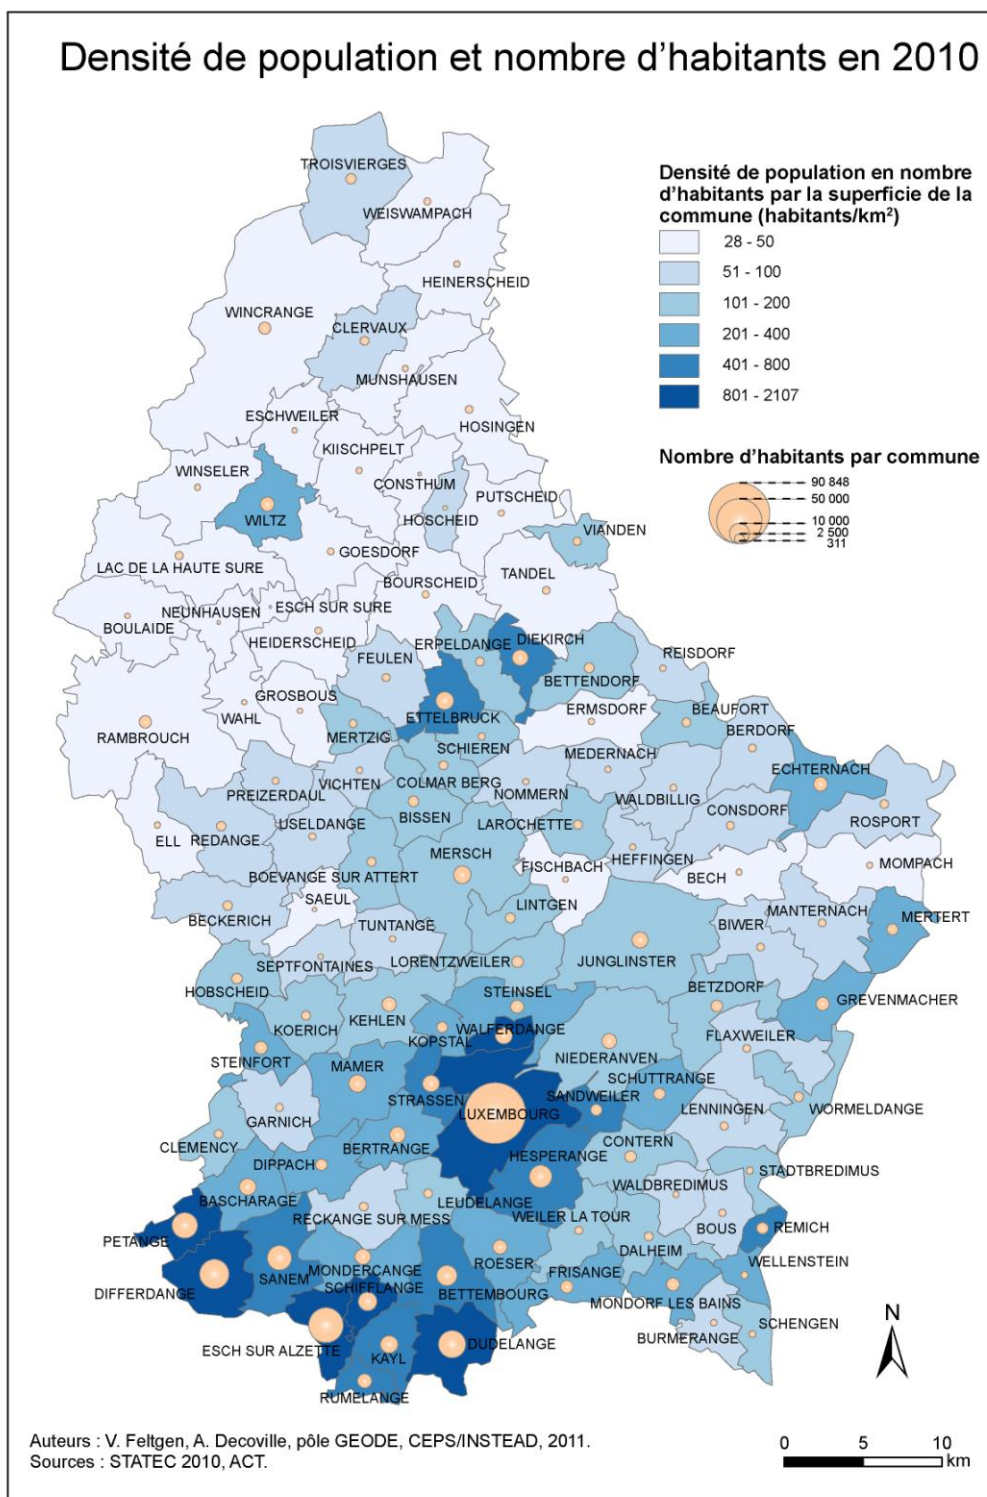 Densité de population et nombre d'habitants en 2010
Densité de population en nombre
d'habitants par la superficie de la
commune (habitants/km²)
28 - 50
51 - 100
101 - 200
201 - 400
401 - 800
801 - 2107
Nombre d'habitants par commune
90 848
50 000
10 000
2 500
311
TROISVIERGES
WEISWAMPACH
HEINERSCHEID
WINCRANGE
CLERVAUX
MUNSHAUSEN
ESCHWEILER
HOSINGEN
KIISCHPELT
WINSELER
CONSTHUM
PUTSCHEID
WILTZ
HOSCHEID
VIANDEN
GOESDORF
LAC DE LA HAUTE SURE
TANDEL
BOURSCHEID
NEUNHAUSEN
ESCH SUR SURE
BOULAIDE
HEIDERSCHEID
ERPELDANGE
DIEKIRCH
FEULEN
REISDORF
BETTENDORF
GROSBOUS
WAHL
ERMSDORF
BEAUFORT
RAMBROUCH
ETTELBRUCK
BERDORF
MERTZIG
SCHIEREN
MEDERNACH
ECHTERNACH
VICHTEN
COLMAR BERG
PREIZERDAUL
NOMMERN
WALDBILLIG
CONSDORF
BISSEN
ROSPORT
USELDANGE
LAROCHETTE
ELL
REDANGE
MERSCH
HEFFINGEN
FISCHBACH
MOMPACH
BOEVANGE SUR ATTERT
BECH
SAEUL
LINTGEN
MANTERNACH
MERTERT
BECKERICH
TUNTANGE
BIWER
SEPTFONTAINES
LORENTZWEILER
JUNGLINSTER
HOBSCHEID
STEINSEL
BETZDORF
GREVENMACHER
KEHLEN
KOERICH
WALFERDANGE
KOPSTAL
FLAXWEILER
STEINFORT
NIEDERANVEN
MAMER
SCHUTTRANGE
STRASSEN
SANDWEILER
WORMELDANGE
LUXEMBOURG
LENNINGEN
GARNICH
CLEMENCY
BERTRANGE
CONTERN
HESPERANGE
DIPPACH
STADTBREDIMUS
WALDBREDIMUS
BASCHARAGE
LEUDELANGE
RECKANGE SUR MESS
WEILER LA TOUR
BOUS
REMICH
PETANGE
DALHEIM
ROESER
WELLENSTEIN
SANEM
MONDERCANGE
FRISANGE
DIFFERDANGE
SCHIFFLANGE
BETTEMBOURG
MONDORF LES BAINS
SCHENGEN
BURMERANGE
ESCH SUR ALZETTE
DUDELANGE
KAYL
RUMELANGE
N
Auteurs : V. Feltgen, A. Decoville, pôle GEODE, CEPS/INSTEAD, 2011.
Sources : STATEC 2010, ACT.
0 5 10
km